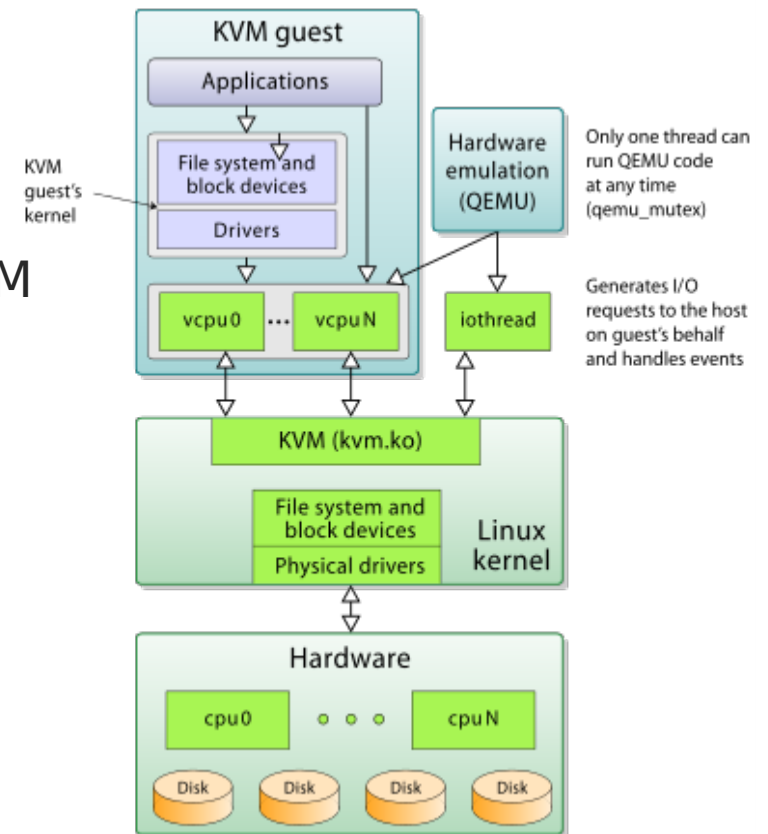 KVM guest
Applications
File system and
block devices
Drivers
KVM
guest's
kernel
vcpu0 ... vcpuN
Hardware
emulation
(QEMU)
Only one thread can
run QEMU code
at any time
(qemu_mutex)
iothread
Generates I/O
requests to the host
on guest's behalf
and handles events
M
KVM (kvm.ko)
File system and
block devices
Physical drivers
Linux
kernel
Hardware
cpu0
cpuN
Disk
Disk
Disk
Disk